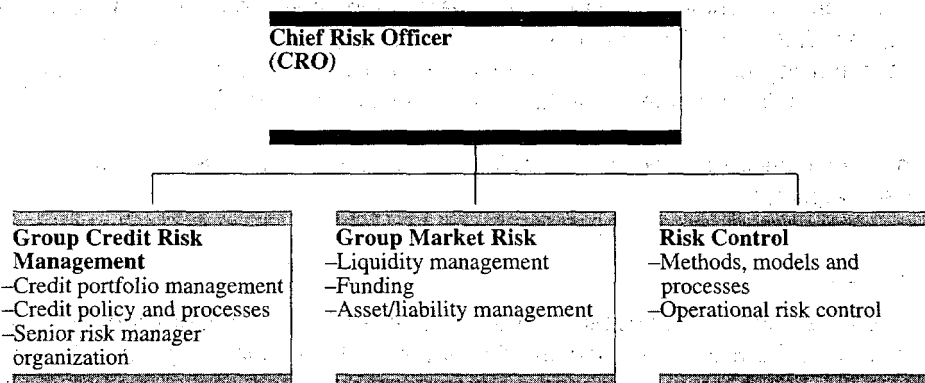 Chief Risk Officer
(CRO)
Group Credit Risk
Management
–Credit portfolio management
–Credit policy and processes
–Senior risk manager
organization
Group Market Risk
–Liquidity management
–Funding
–Asset/liability management
Risk Control
–Methods, models and
processes
–Operational risk control